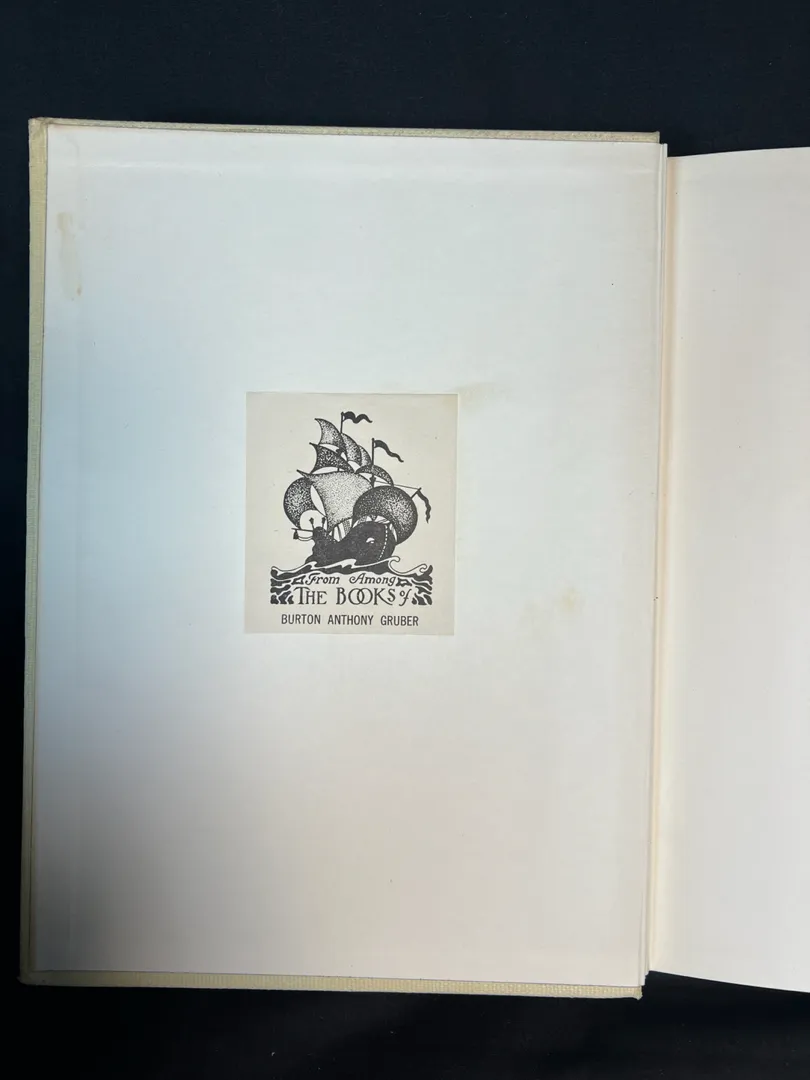 From Among
THE BOOKS of
BURTON ANTHONY GRUBER